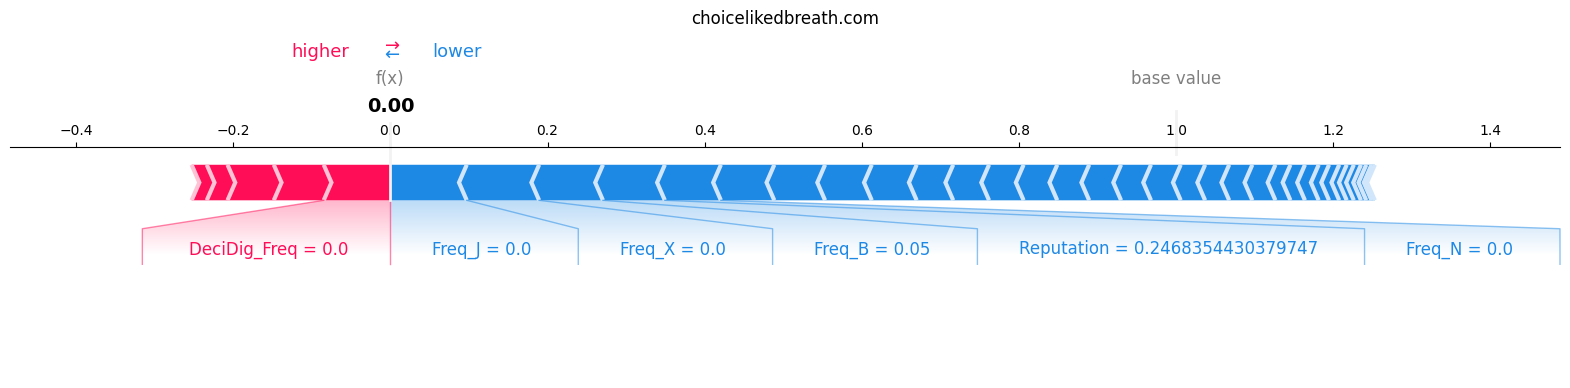 choicelikedbreath.com
higher → ← lower
f(x) base value
0.00
−0.4 −0.2 0.0 0.2 0.4 0.6 0.8 1.0 1.2 1.4
DeciDig_Freq = 0.0 Freq_J = 0.0 Freq_X = 0.0 Freq_B = 0.05 Reputation = 0.2468354430379747 Freq_N = 0.0